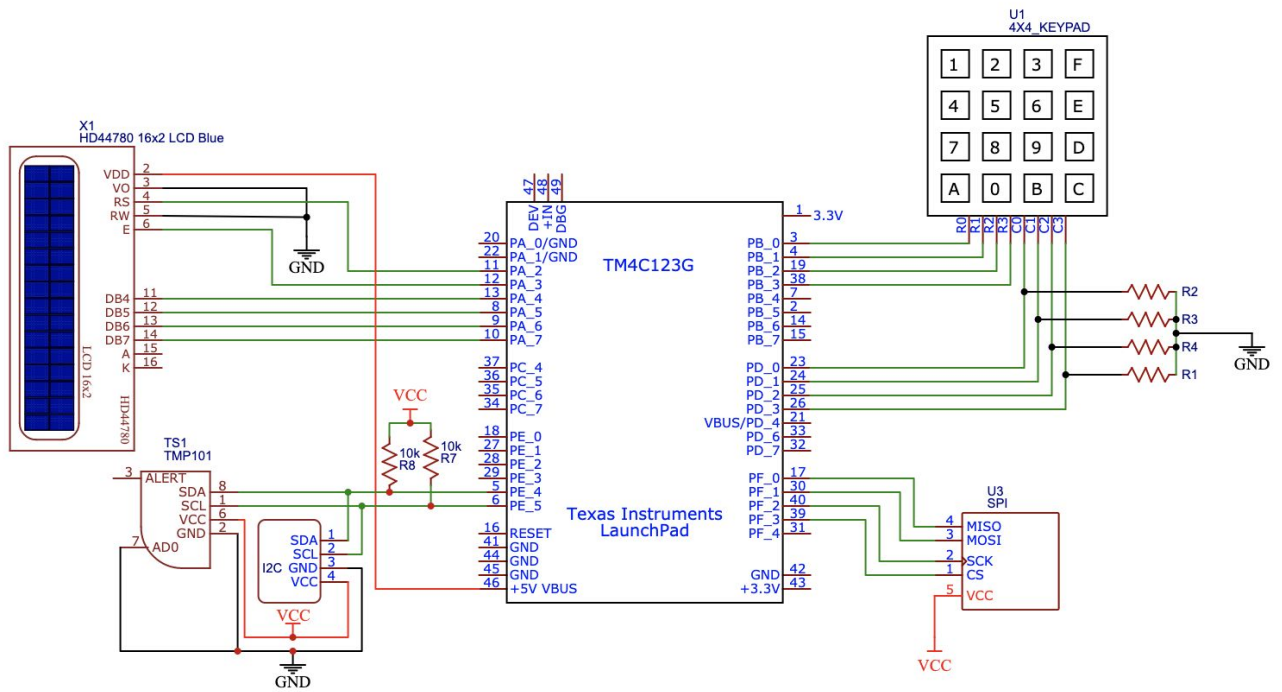 U1
4X4_KEYPAD
1 2 3 F
4 5 6 E
7 8 9 D
A 0 B C
R0 R1 R2 R3 C0 C1 C2 C3
X1
HD44780 16x2 LCD Blue
VDD 2
VO 3
RS 4
RW 5
E 6
DB4 11
DB5 12
DB6 13
DB7 14
A 15
K 16
LCD 16x2
HD44780
GND
47 48 49
DEV +IN DBG
TM4C123G
20 PA_0/GND
22 PA_1/GND
11 PA_2
12 PA_3
13 PA_4
8 PA_5
9 PA_6
10 PA_7
37 PC_4
36 PC_5
35 PC_6
34 PC_7
18 PE_0
27 PE_1
28 PE_2
29 PE_3
5 PE_4
6 PE_5
16 RESET
41 GND
44 GND
45 GND
46 +5V VBUS
1 3.3V
PB_0 3
PB_1 4
PB_2 19
PB_3 38
PB_4 7
PB_5 2
PB_6 14
PB_7 15
PD_0 23
PD_1 24
PD_2 25
PD_3 26
VBUS/PD_4 21
PD_6 33
PD_7 32
PF_0 17
PF_1 30
PF_2 40
PF_3 39
PF_4 31
GND 42
+3.3V 43
Texas Instruments
LaunchPad
R2
R3
R4
R1
GND
VCC
10k
R8
10k
R7
TS1
TMP101
3 ALERT
SDA 8
SCL 1
VCC 6
GND 2
7 AD0
I2C
SDA 1
SCL 2
GND 3
VCC 4
VCC
GND
U3
SPI
4 MISO
3 MOSI
2 SCK
1 CS
5 VCC
VCC